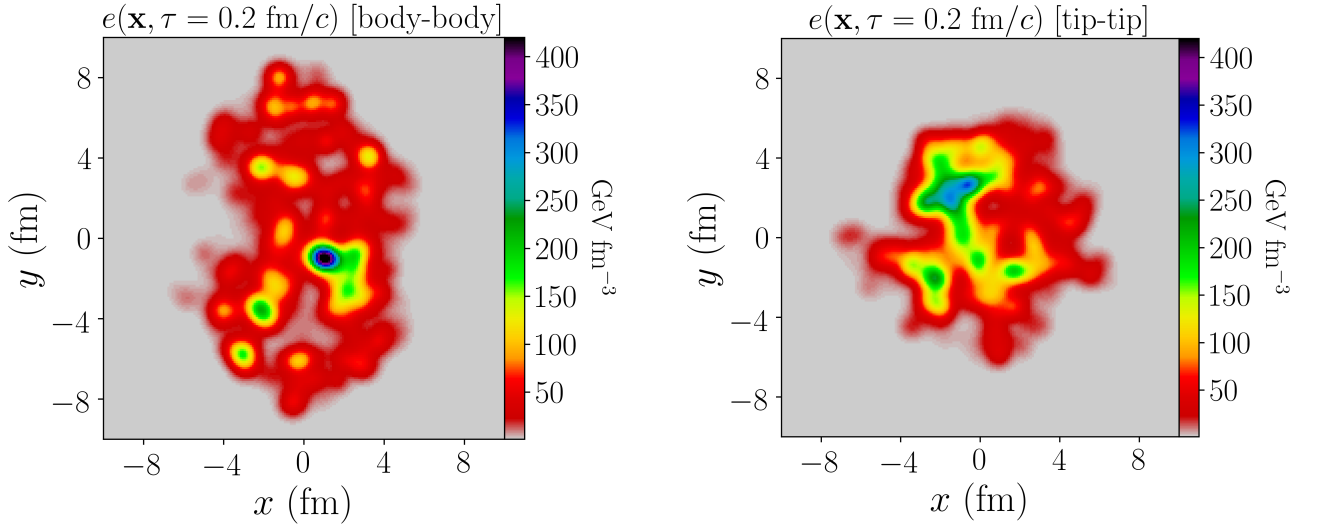 e(x, τ = 0.2 fm/c) [body-body]
8
4
0
−4
−8
y (fm)
−8 −4 0 4 8
x (fm)
400
350
300
250
200
150
100
50
GeV fm⁻³
e(x, τ = 0.2 fm/c) [tip-tip]
8
4
0
−4
−8
y (fm)
−8 −4 0 4 8
x (fm)
400
350
300
250
200
150
100
50
GeV fm⁻³